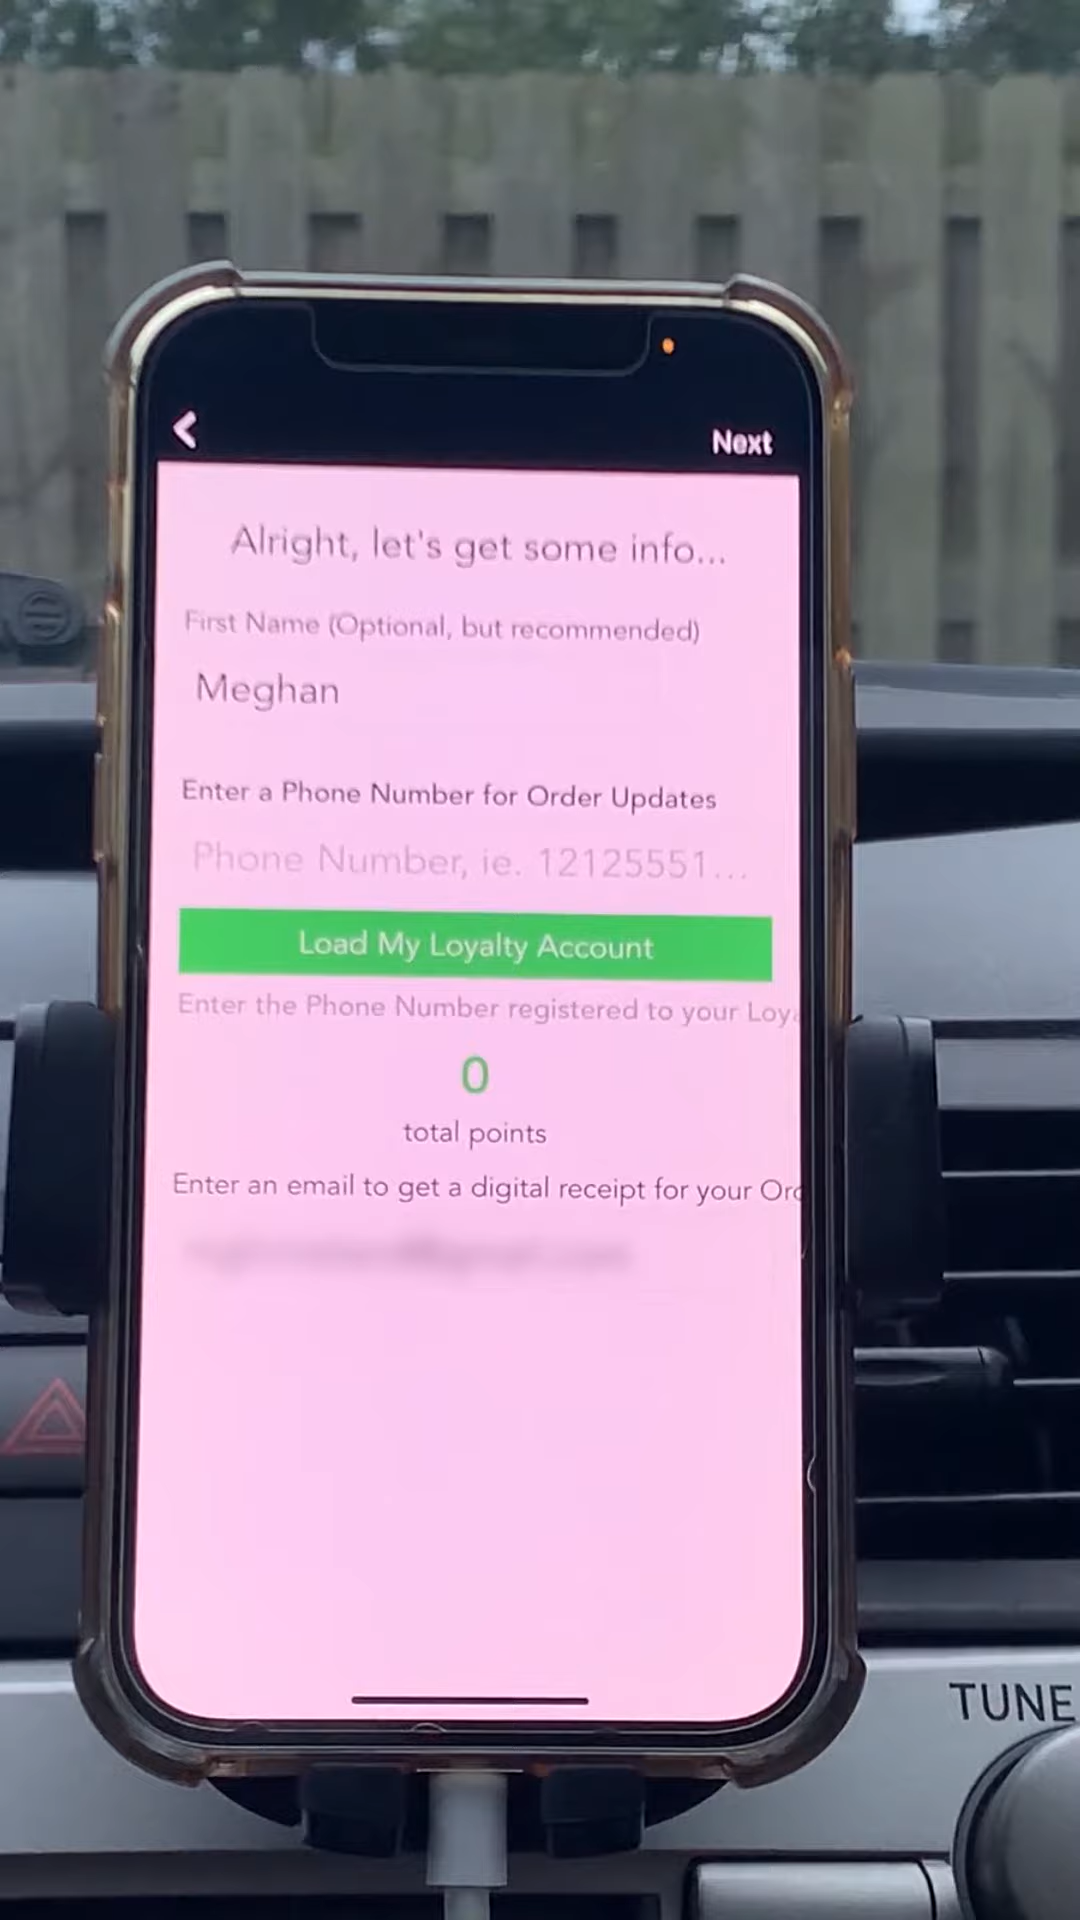 Next
Alright, let's get some info...
First Name (Optional, but recommended)
Meghan
Enter a Phone Number for Order Updates
Phone Number, ie. 12125551...
Load My Loyalty Account
Enter the Phone Number registered to your Loya
0
total points
Enter an email to get a digital receipt for your Ord
TUNE